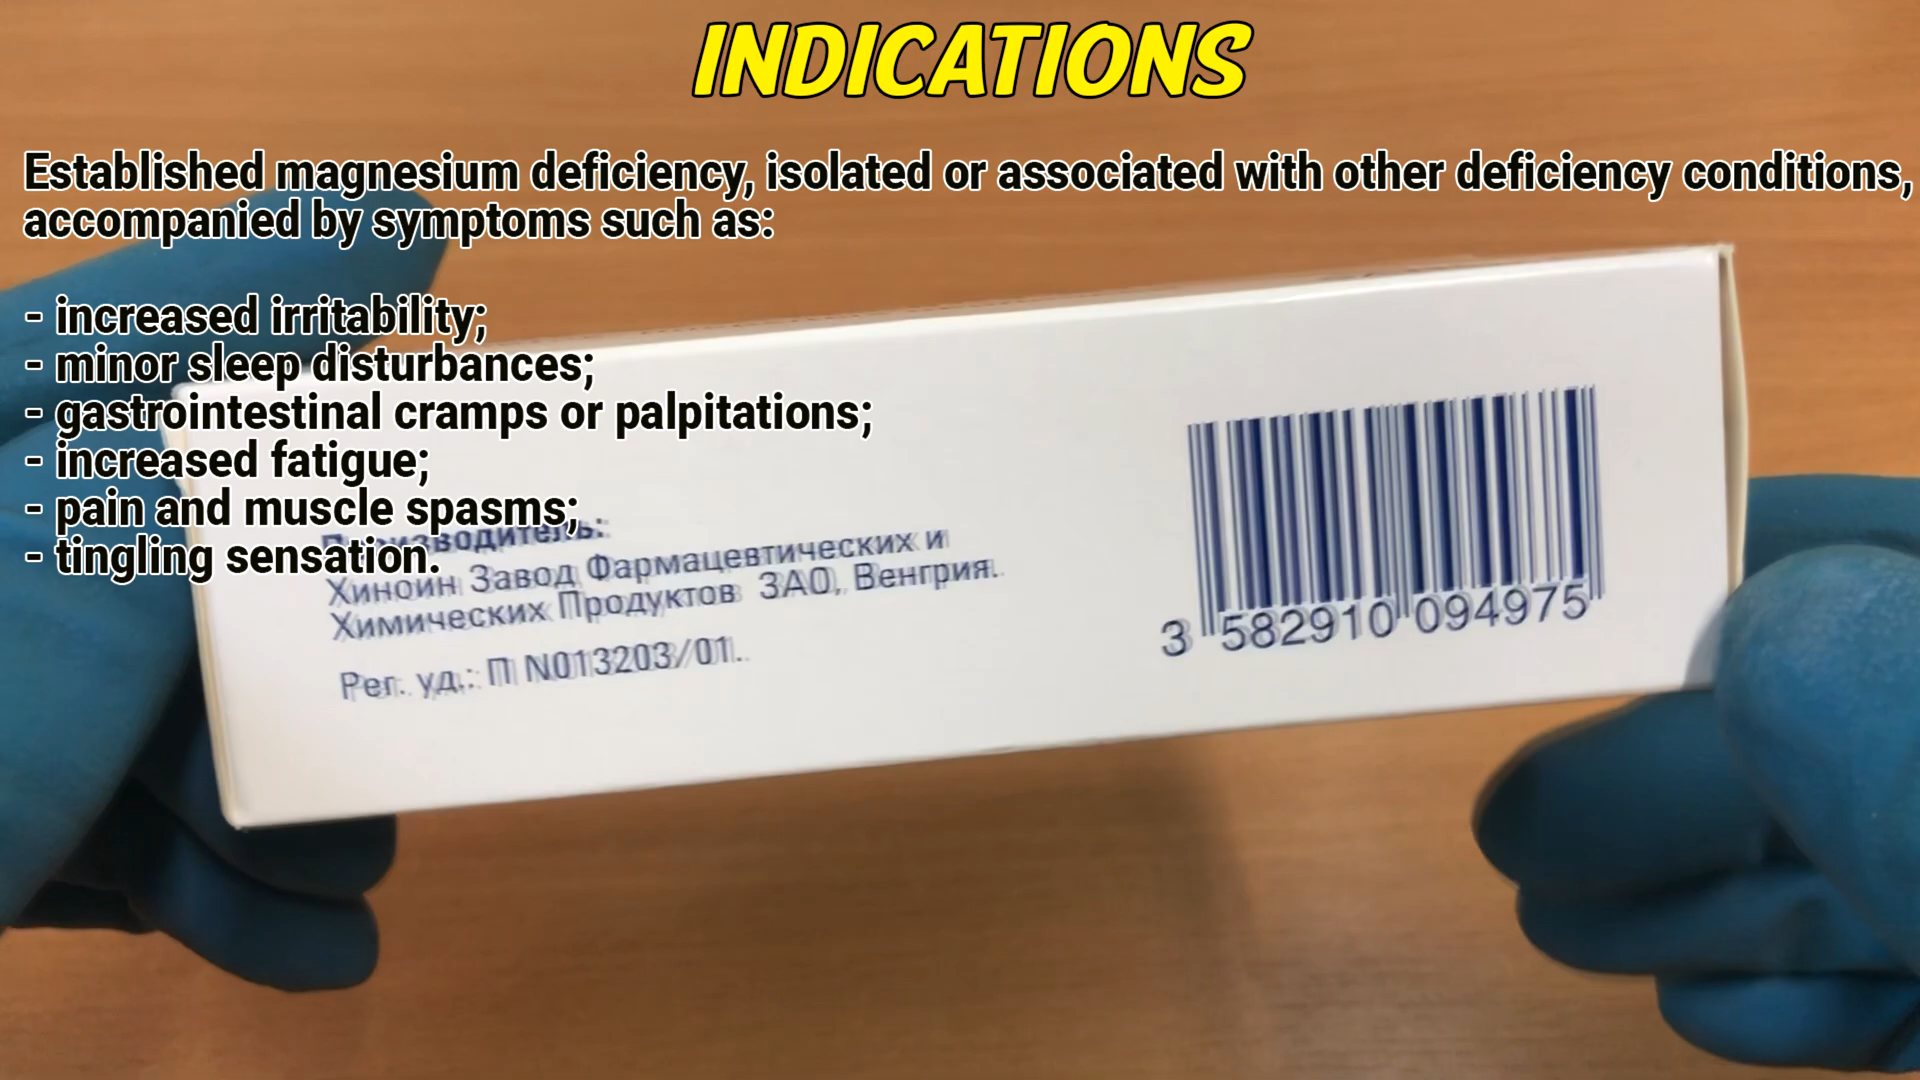 INDICATIONS
Established magnesium deficiency, isolated or associated with other deficiency conditions,
accompanied by symptoms such as:
- increased irritability;
- minor sleep disturbances;
- gastrointestinal cramps or palpitations;
- increased fatigue;
- pain and muscle spasms;
- tingling sensation.
Производитель:
Хиноин Завод Фармацевтических и
Химических Продуктов ЗАО, Венгрия.
Рег. уд.: П N013203/01.
3 582910 094975